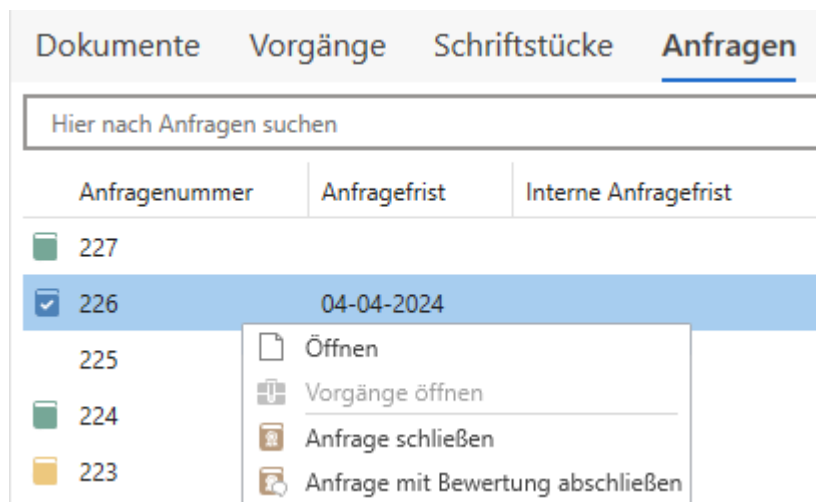 Dokumente Vorgänge Schriftstücke Anfragen
Hier nach Anfragen suchen
Anfragenummer Anfragefrist Interne Anfragefrist
227
226 04-04-2024
Öffnen
225
Vorgänge öffnen
224
Anfrage schließen
223
Anfrage mit Bewertung abschließen